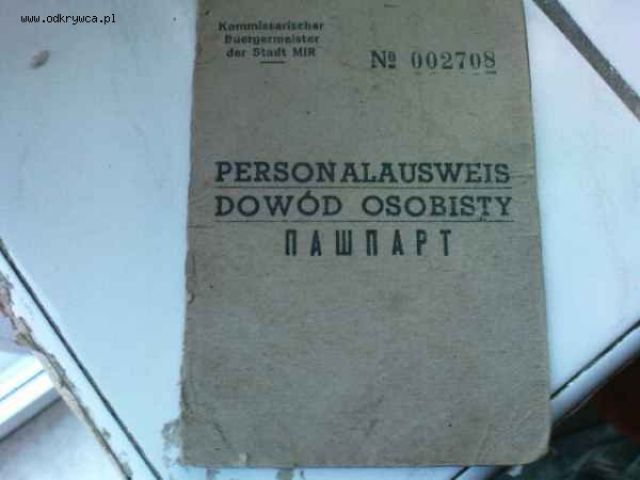 www.odkrywca.pl
Kommissarischer
Buergermeister
der Stadt MIR
№ 002708
PERSONALAUSWEIS
DOWÓD OSOBISTY
ПАШПАРТ